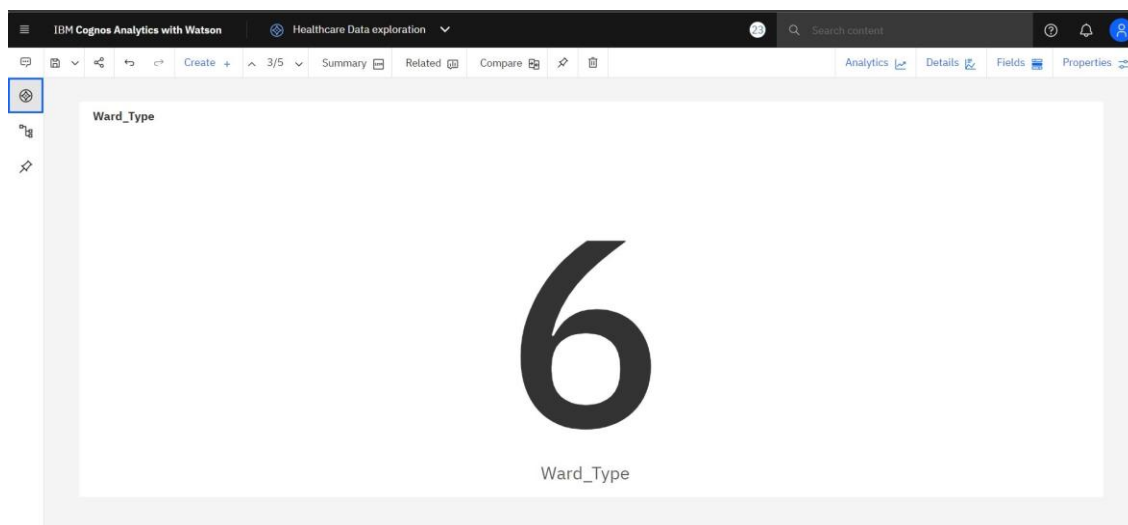 IBM Cognos Analytics with Watson
Healthcare Data exploration
23
Search content
Create +
3/5
Summary
Related
Compare
Analytics
Details
Fields
Properties
Ward_Type
6
Ward_Type